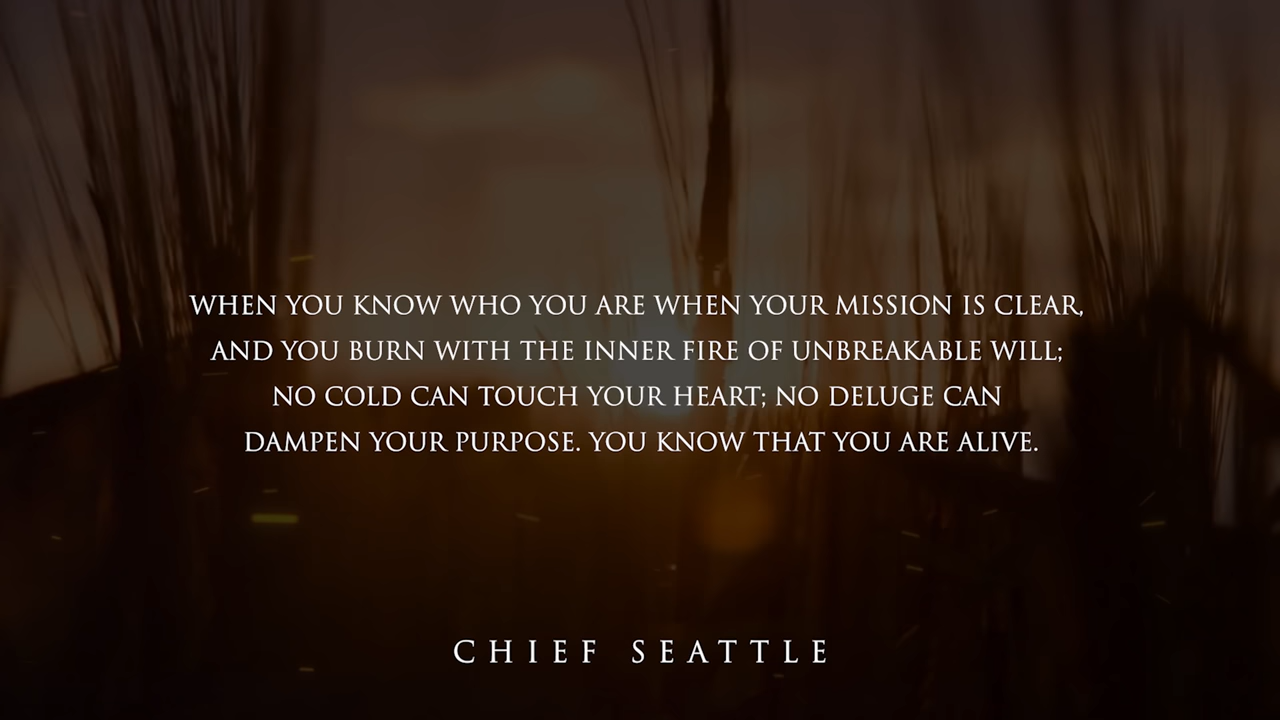 WHEN YOU KNOW WHO YOU ARE WHEN YOUR MISSION IS CLEAR,
AND YOU BURN WITH THE INNER FIRE OF UNBREAKABLE WILL;
NO COLD CAN TOUCH YOUR HEART; NO DELUGE CAN
DAMPEN YOUR PURPOSE. YOU KNOW THAT YOU ARE ALIVE.
CHIEF SEATTLE